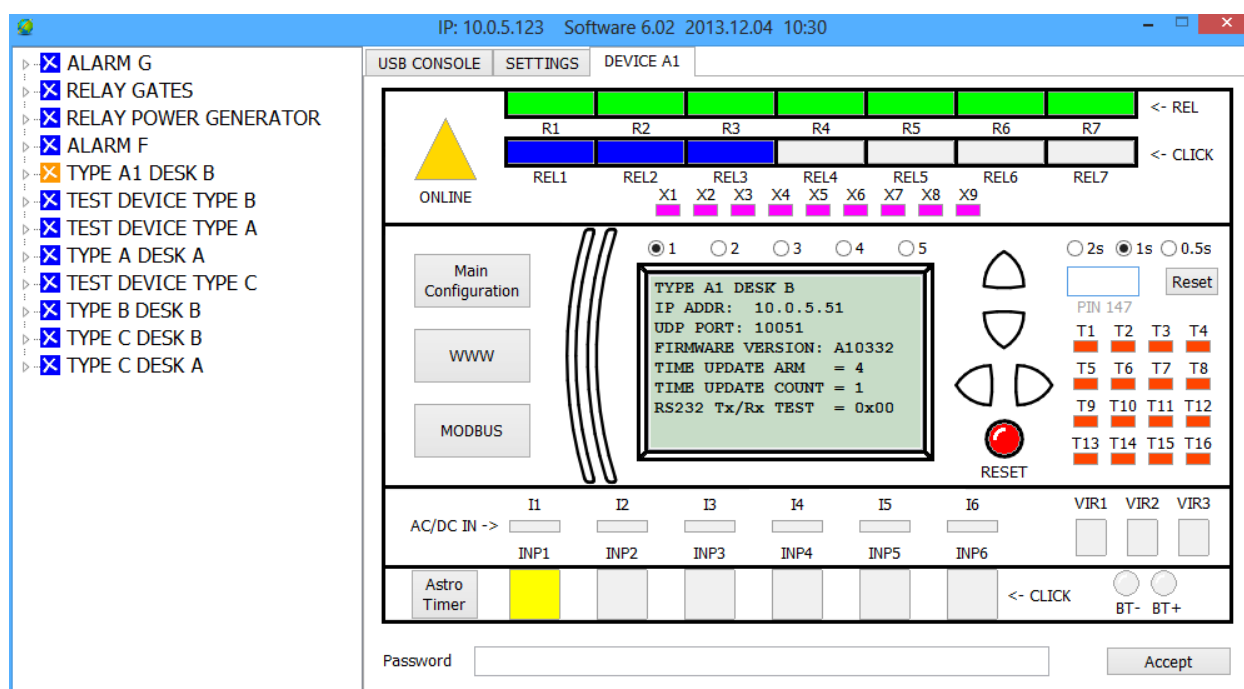 IP: 10.0.5.123 Software 6.02 2013.12.04 10:30
ALARM G
RELAY GATES
RELAY POWER GENERATOR
ALARM F
TYPE A1 DESK B
TEST DEVICE TYPE B
TEST DEVICE TYPE A
TYPE A DESK A
TEST DEVICE TYPE C
TYPE B DESK B
TYPE C DESK B
TYPE C DESK A
USB CONSOLE SETTINGS DEVICE A1
<- REL
R1 R2 R3 R4 R5 R6 R7
<- CLICK
REL1 REL2 REL3 REL4 REL5 REL6 REL7
ONLINE
X1 X2 X3 X4 X5 X6 X7 X8 X9
Main
Configuration
WWW
MODBUS
1 2 3 4 5
TYPE A1 DESK B
IP ADDR: 10.0.5.51
UDP PORT: 10051
FIRMWARE VERSION: A10332
TIME UPDATE ARM = 4
TIME UPDATE COUNT = 1
RS232 Tx/Rx TEST = 0x00
RESET
2s 1s 0.5s
Reset
PIN 147
T1 T2 T3 T4
T5 T6 T7 T8
T9 T10 T11 T12
T13 T14 T15 T16
I1 I2 I3 I4 I5 I6
AC/DC IN ->
INP1 INP2 INP3 INP4 INP5 INP6
VIR1 VIR2 VIR3
Astro
Timer
<- CLICK
BT- BT+
Password
Accept